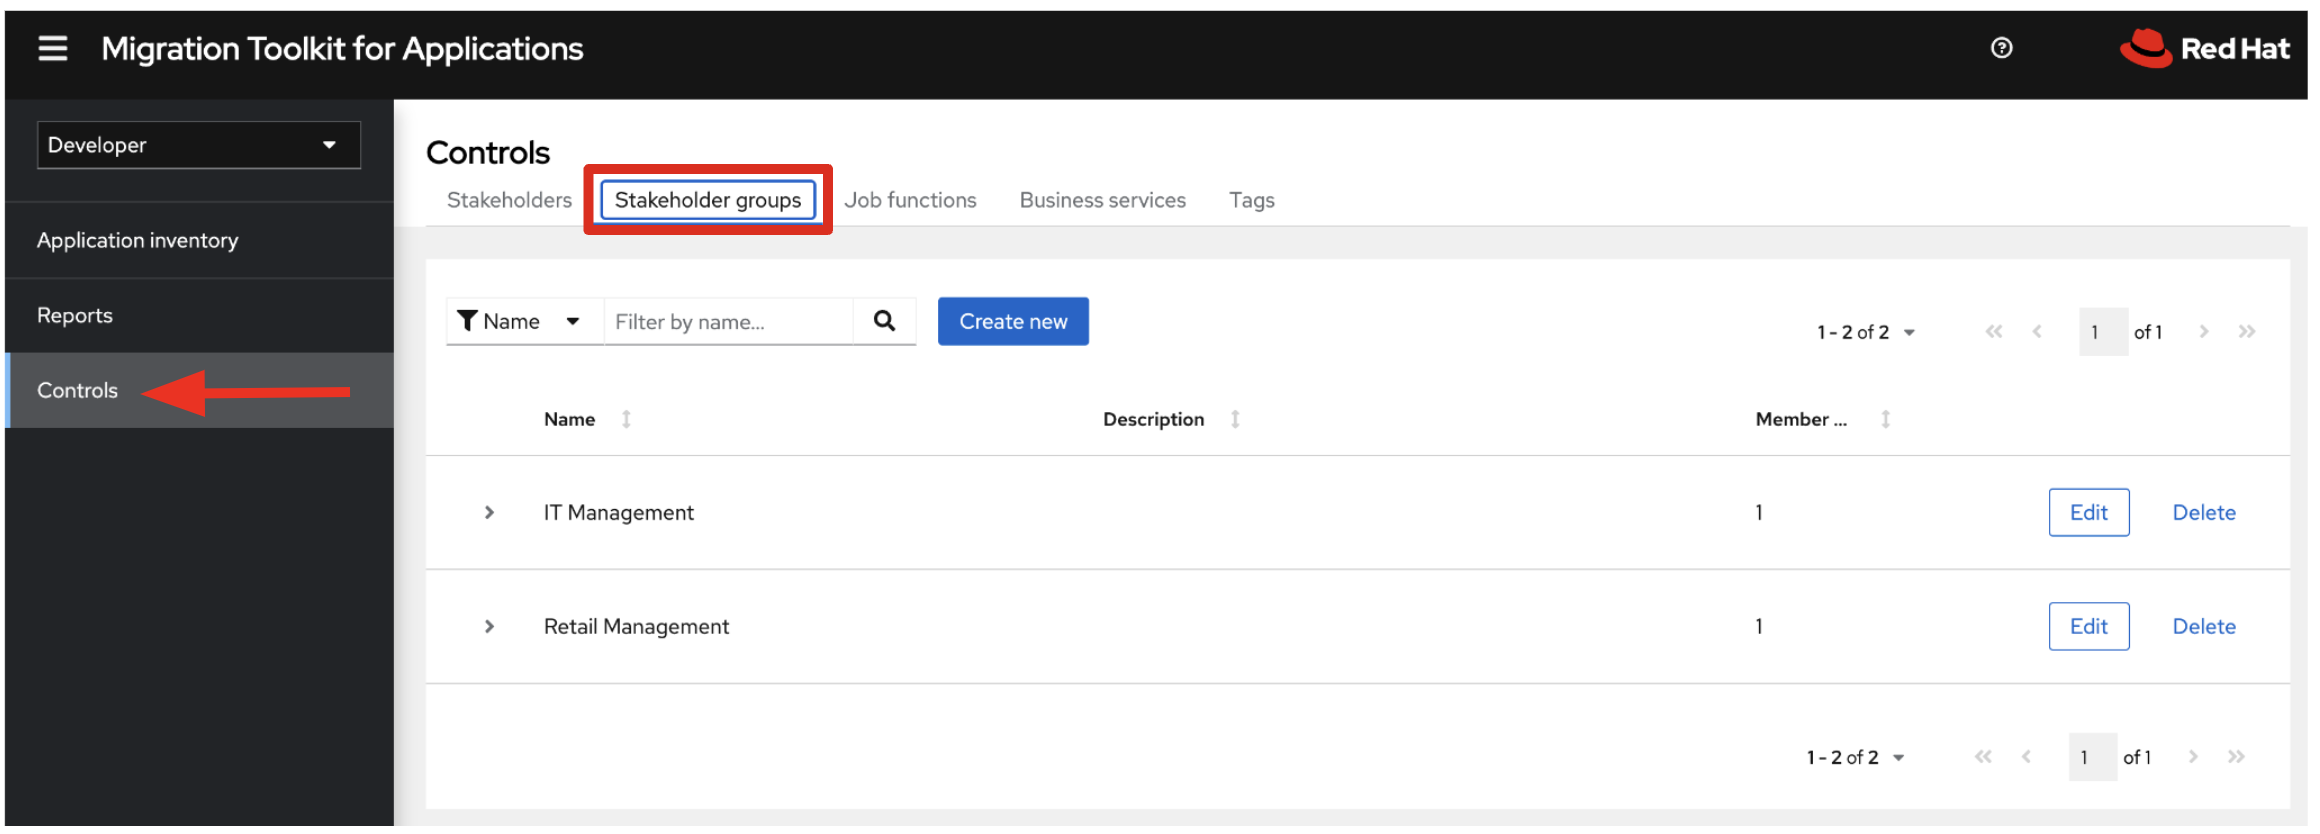 Migration Toolkit for Applications
Red Hat
Developer
Application inventory
Reports
Controls
Controls
Stakeholders Stakeholder groups Job functions Business services Tags
Name Filter by name... Create new 1 - 2 of 2 1 of 1
Name Description Member ...
IT Management 1 Edit Delete
Retail Management 1 Edit Delete
1 - 2 of 2 1 of 1